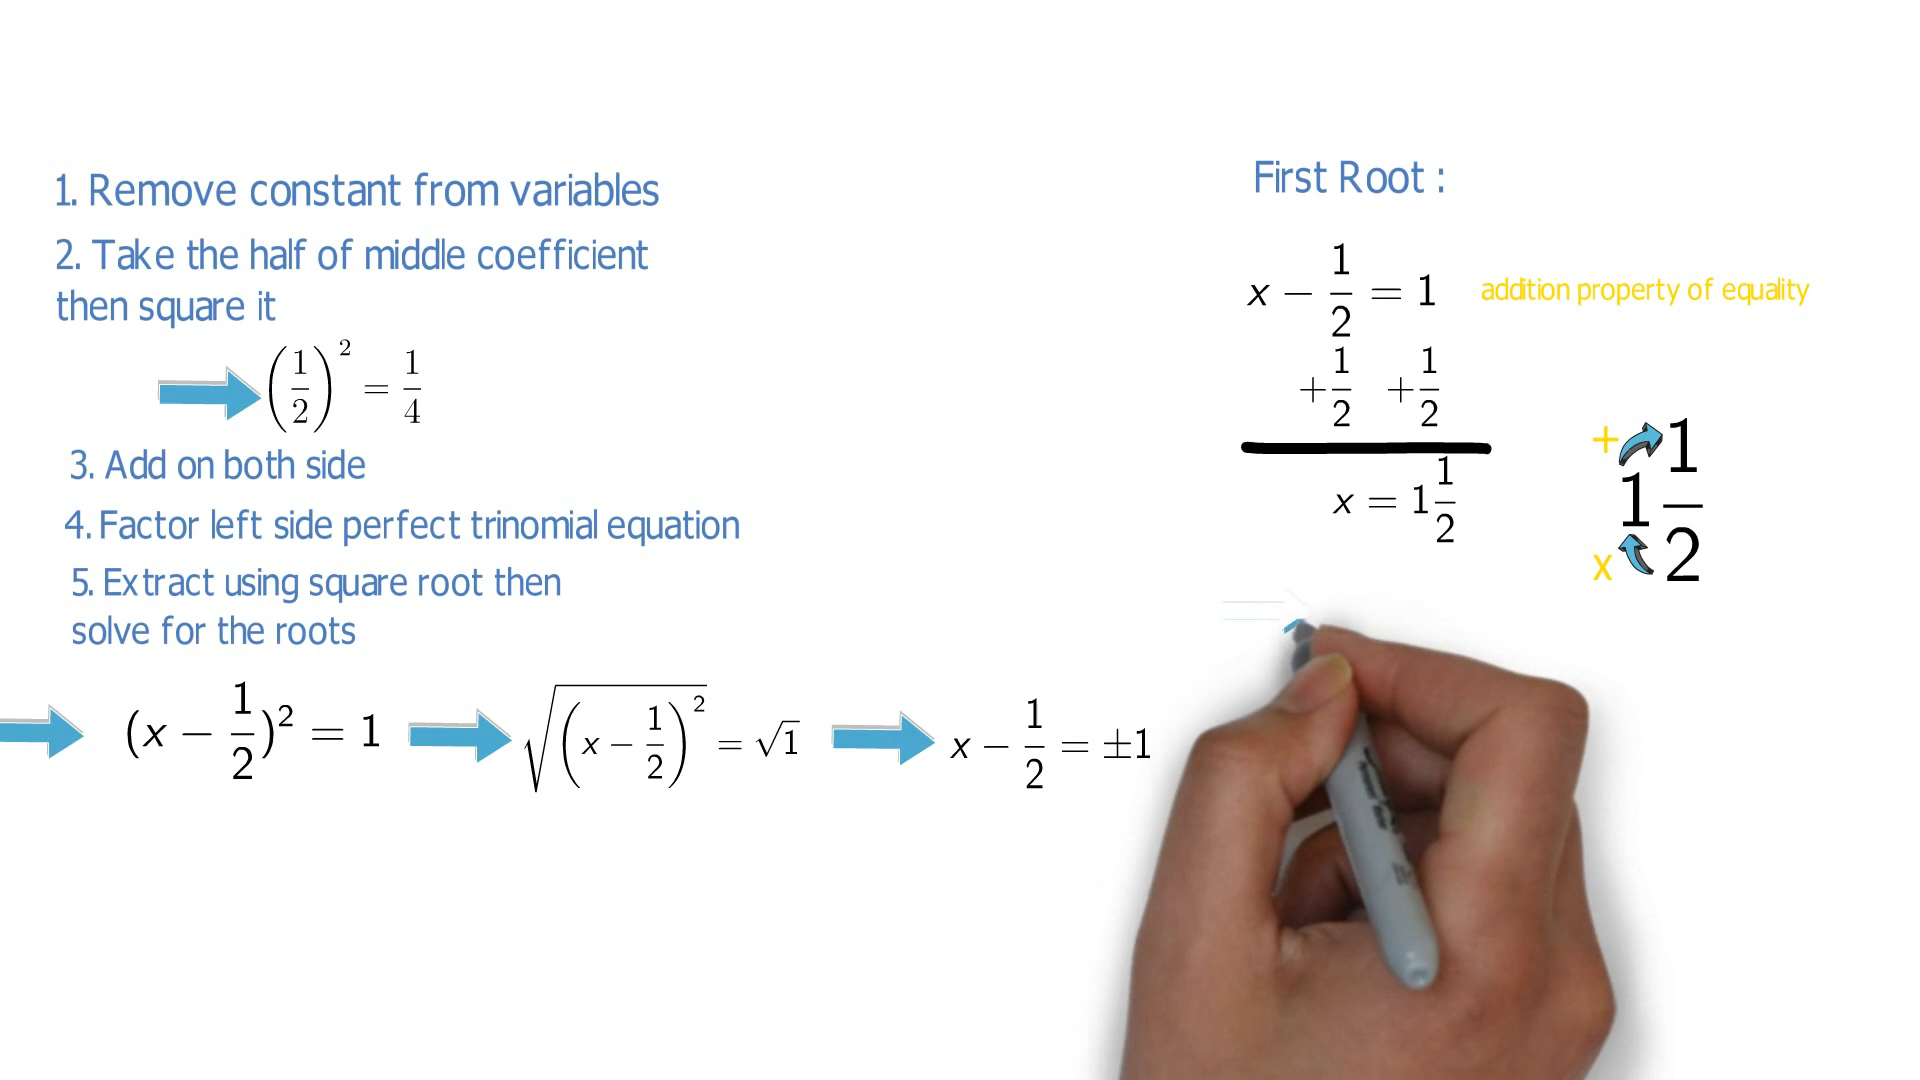 1. Remove constant from variables
2. Take the half of middle coefficient
then square it
(1/2)² = 1/4
3. Add on both side
4. Factor left side perfect trinomial equation
5. Extract using square root then
solve for the roots
(x − 1/2)² = 1
√(x − 1/2)² = √1
x − 1/2 = ±1
First Root :
x − 1/2 = 1 addition property of equality
+1/2 +1/2
x = 1 1/2
+
1 1/2
x